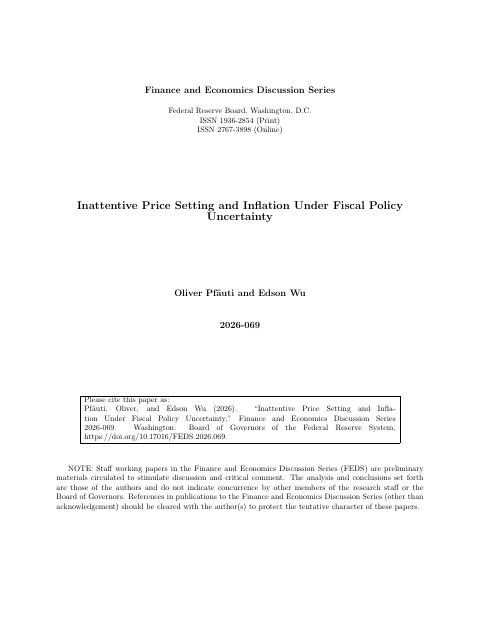 Finance and Economics Discussion Series
Federal Reserve Board, Washington, D.C.
ISSN 1936-2854 (Print)
ISSN 2767-3898 (Online)
Inattentive Price Setting and Inflation Under Fiscal Policy
Uncertainty
Oliver Pfäuti and Edson Wu
2026-069
Please cite this paper as:
Pfäuti, Oliver, and Edson Wu (2026). “Inattentive Price Setting and Infla-
tion Under Fiscal Policy Uncertainty,” Finance and Economics Discussion Series
2026-069. Washington: Board of Governors of the Federal Reserve System,
https://doi.org/10.17016/FEDS.2026.069.
NOTE: Staff working papers in the Finance and Economics Discussion Series (FEDS) are preliminary
materials circulated to stimulate discussion and critical comment. The analysis and conclusions set forth
are those of the authors and do not indicate concurrence by other members of the research staff or the
Board of Governors. References in publications to the Finance and Economics Discussion Series (other than
acknowledgement) should be cleared with the author(s) to protect the tentative character of these papers.